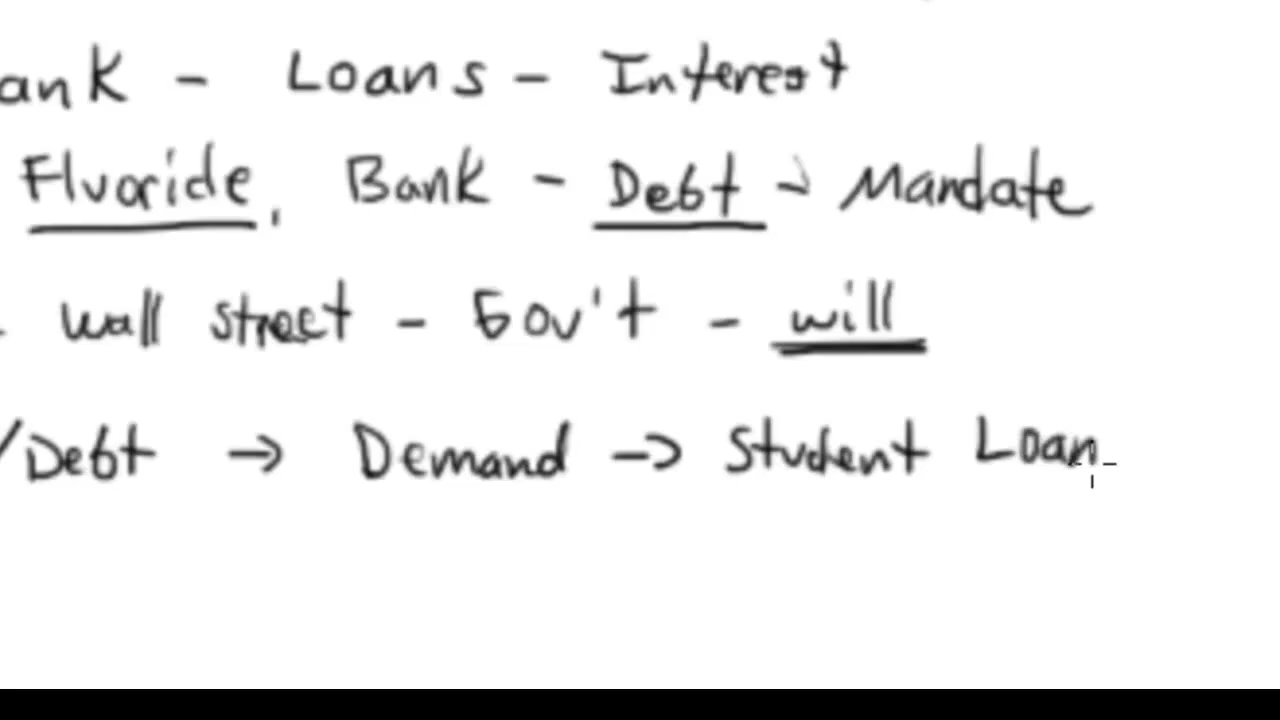 ank - Loans - Interest
Fluoride, Bank - Debt → Mandate
- Wall Street - Gov't - will
/Debt → Demand → Student Loan